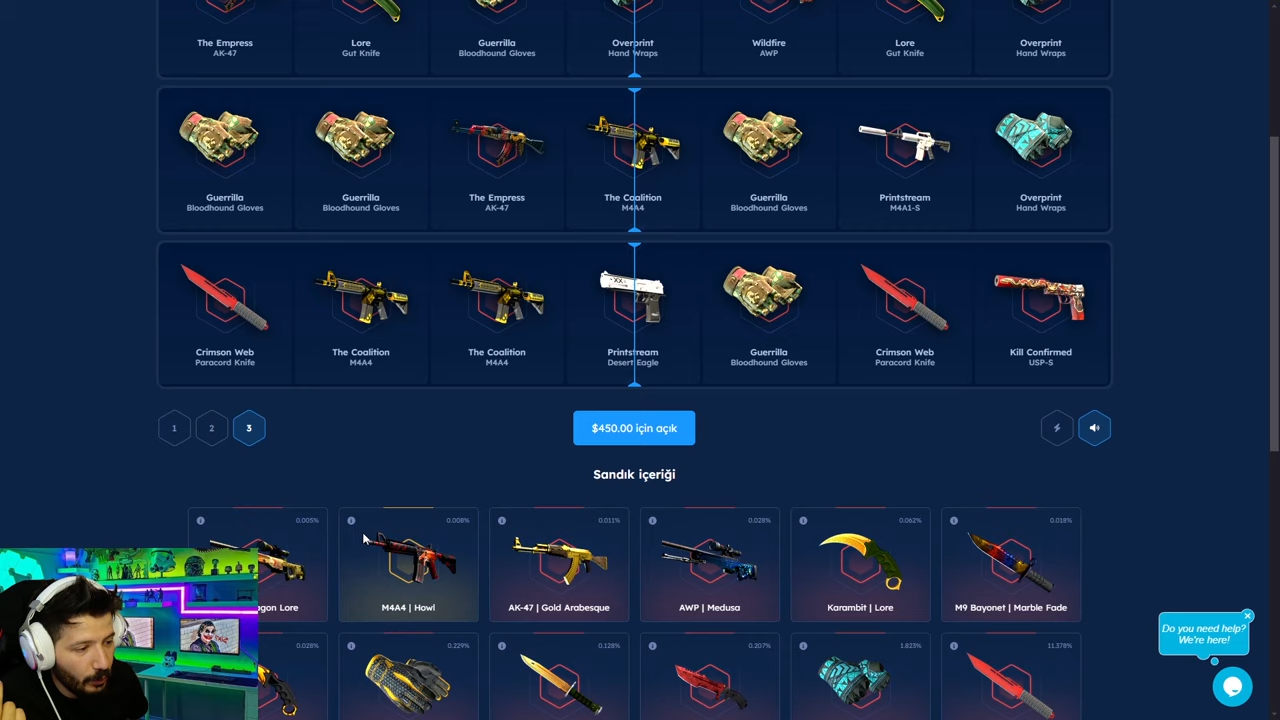 The Empress
AK-47
Lore
Gut Knife
Guerrilla
Bloodhound Gloves
Overprint
Hand Wraps
Wildfire
AWP
Lore
Gut Knife
Overprint
Hand Wraps
Guerrilla
Bloodhound Gloves
Guerrilla
Bloodhound Gloves
The Empress
AK-47
The Coalition
M4A4
Guerrilla
Bloodhound Gloves
Printstream
M4A1-S
Overprint
Hand Wraps
Crimson Web
Paracord Knife
The Coalition
M4A4
The Coalition
M4A4
Printstream
Desert Eagle
Guerrilla
Bloodhound Gloves
Crimson Web
Paracord Knife
Kill Confirmed
USP-S
1
2
3
$450.00 için açık
Sandık içeriği
0.005%
0.008%
0.011%
0.028%
0.062%
0.018%
Lore
M4A4 | Howl
AK-47 | Gold Arabesque
AWP | Medusa
Karambit | Lore
M9 Bayonet | Marble Fade
0.028%
0.229%
0.128%
0.207%
1.823%
11.378%
Do you need help?
We're here!